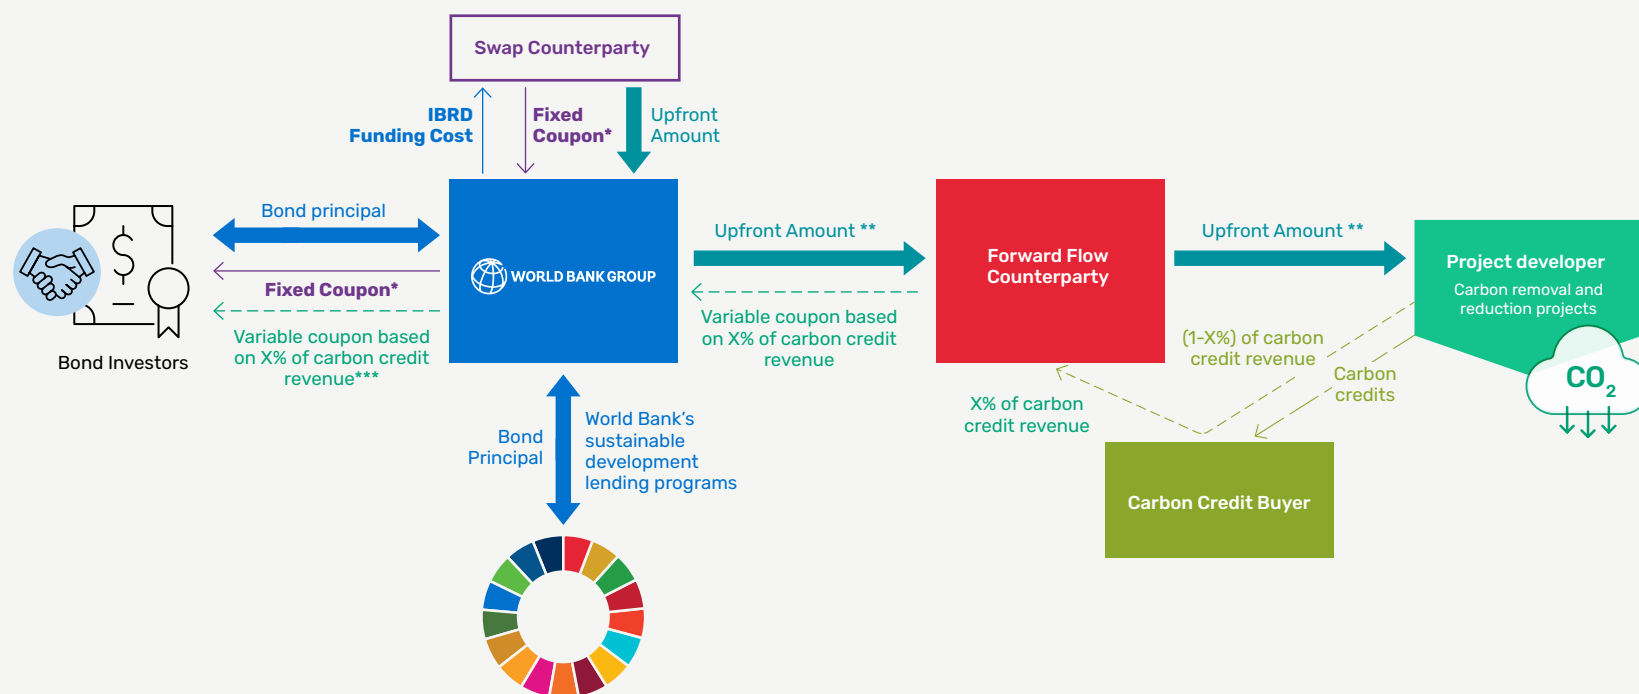 Swap Counterparty
IBRD
Funding Cost
Fixed
Coupon*
Upfront
Amount
Bond principal
Fixed Coupon*
Variable coupon based
on X% of carbon credit
revenue***
Bond Investors
WORLD BANK GROUP
Upfront Amount **
Variable coupon based
on X% of carbon credit
revenue
Forward Flow
Counterparty
Upfront Amount **
Project developer
Carbon removal and
reduction projects
CO2
(1-X%) of carbon
credit revenue
Carbon
credits
X% of carbon
credit revenue
Carbon Credit Buyer
Bond
Principal
World Bank’s
sustainable
development
lending programs